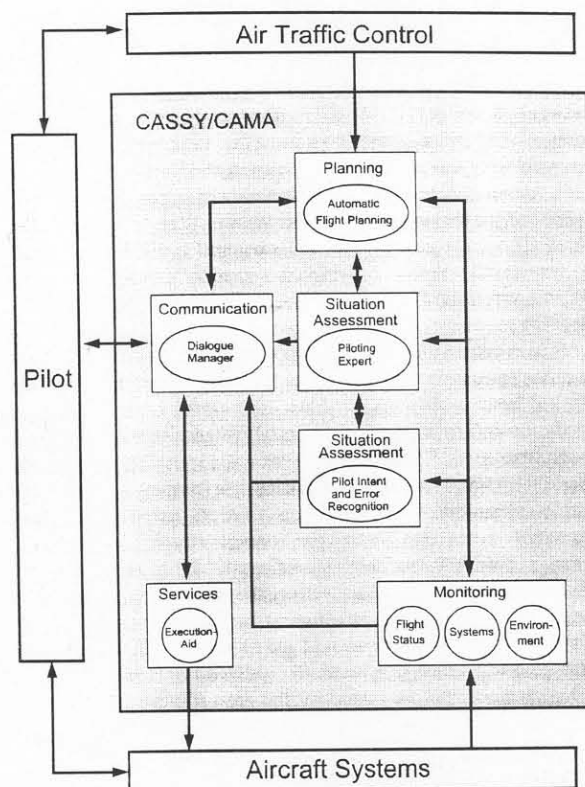 Air Traffic Control
CASSY/CAMA
Planning
Automatic
Flight Planning
Communication
Dialogue
Manager
Situation
Assessment
Piloting
Expert
Pilot
Situation
Assessment
Pilot Intent
and Error
Recognition
Services
Execution-
Aid
Monitoring
Flight
Status
Systems
Environ-
ment
Aircraft Systems